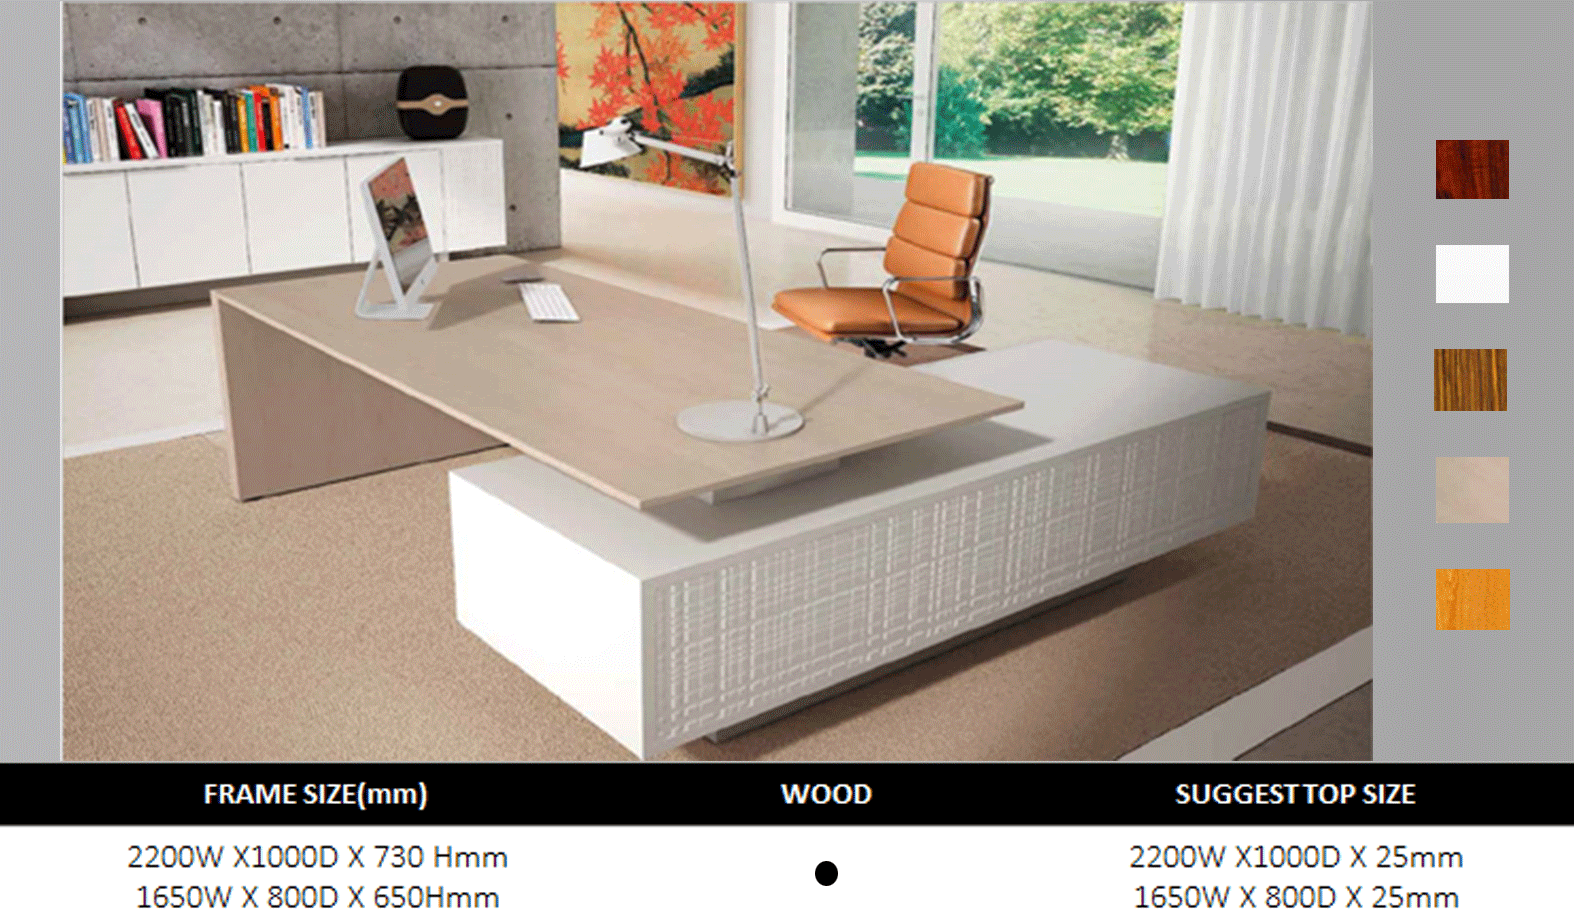 FRAME SIZE(mm) WOOD SUGGEST TOP SIZE
2200W X1000D X 730 Hmm 2200W X1000D X 25mm
1650W X 800D X 650Hmm 1650W X 800D X 25mm